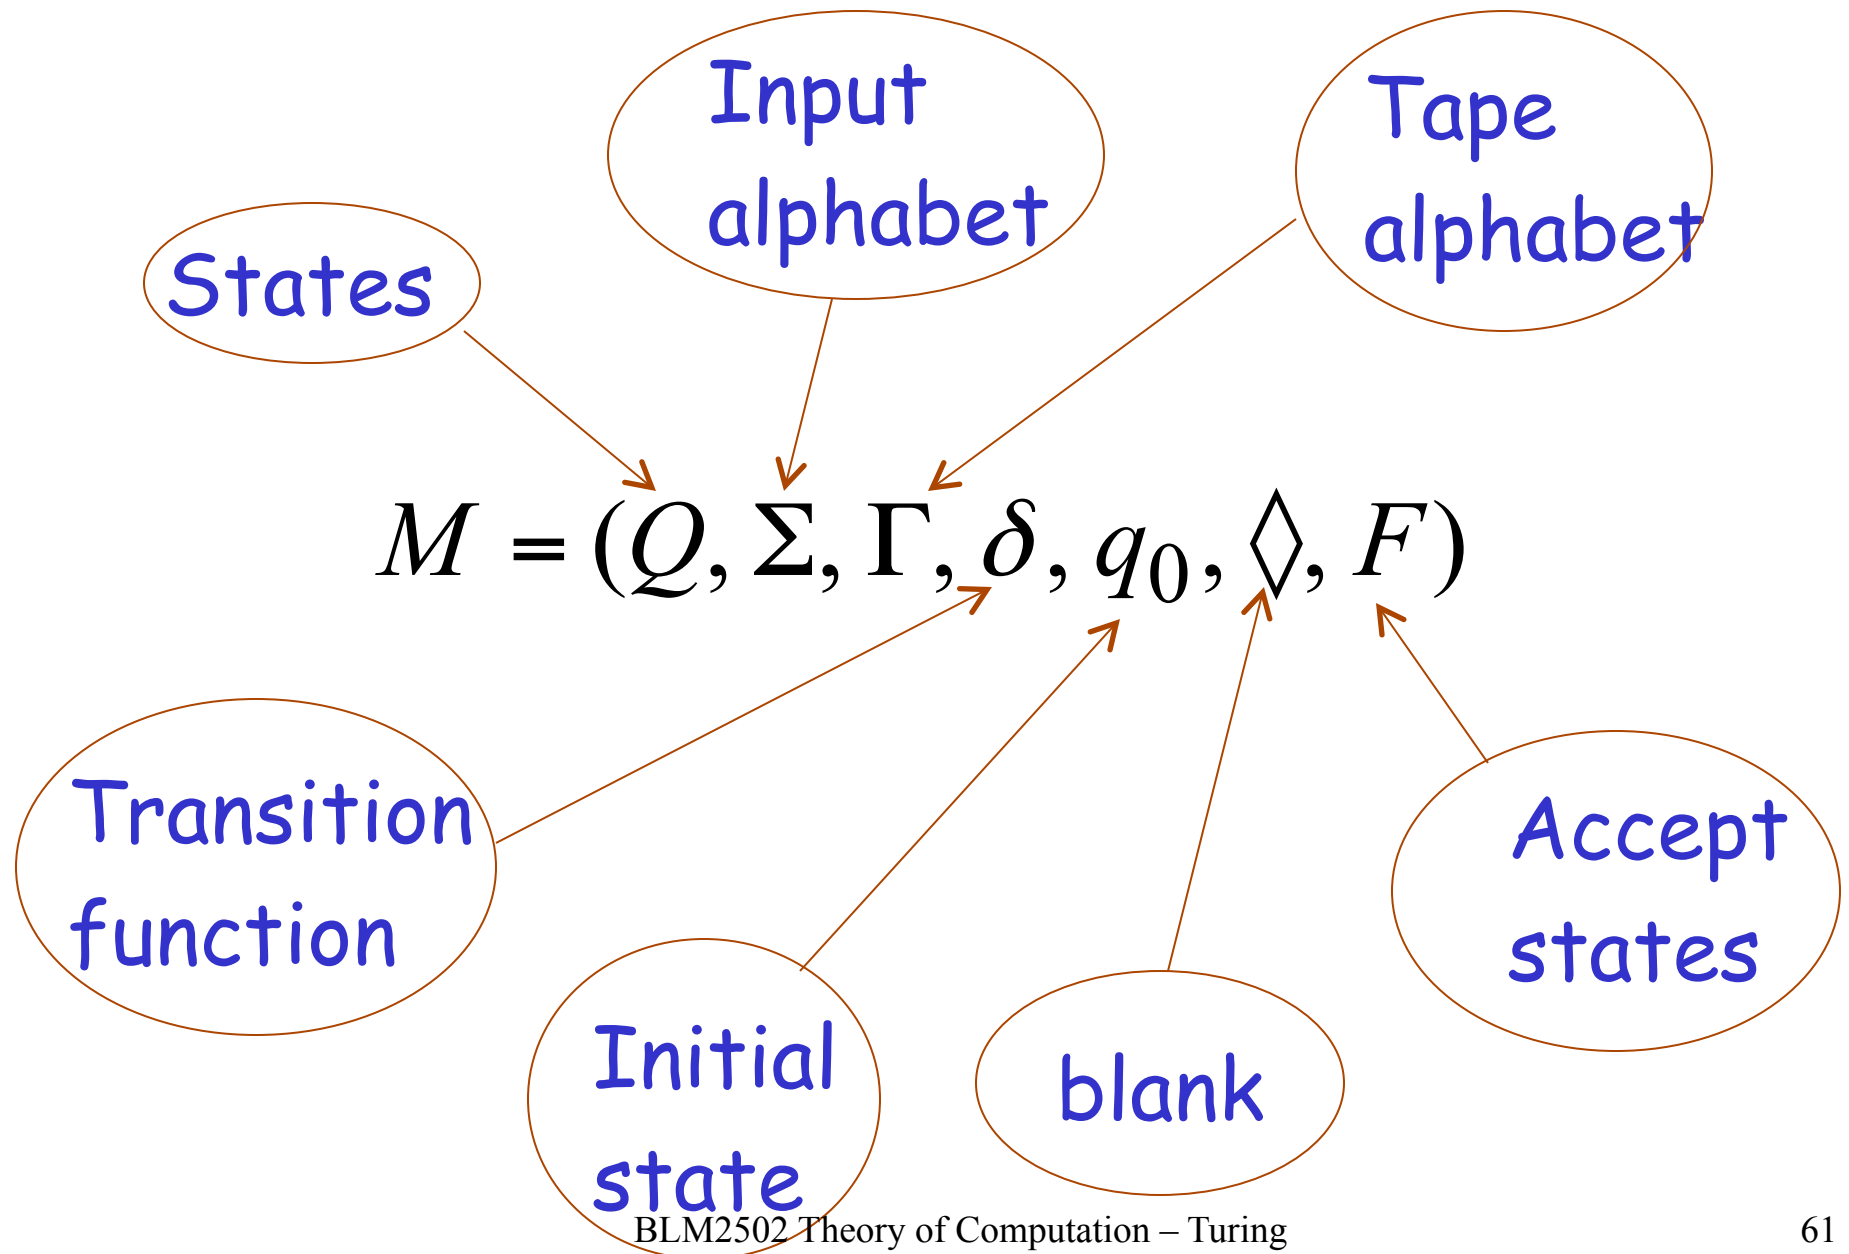 Input
alphabet
Tape
alphabet
States
M = (Q, Σ, Γ, δ, q₀, ◊, F)
Transition
function
Initial
state
blank
Accept
states
BLM2502 Theory of Computation – Turing
61